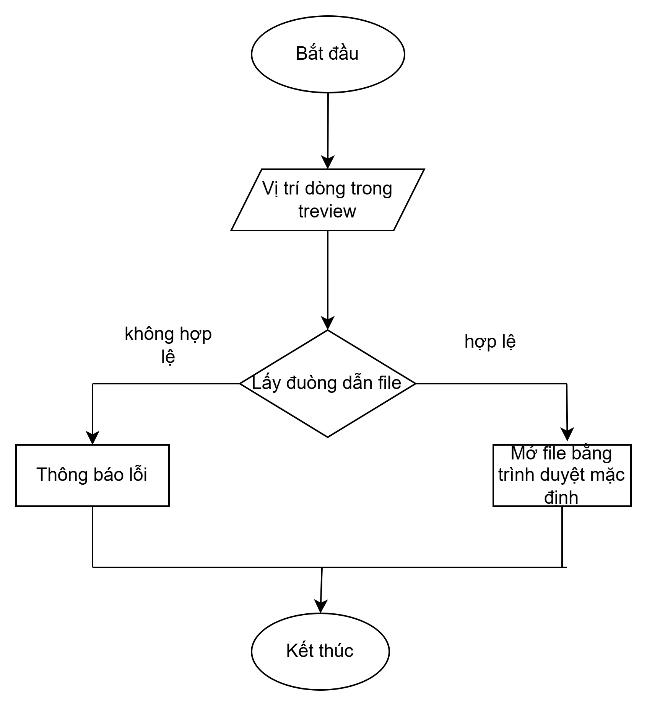 Bắt đầu
Vị trí dòng trong
treview
không hợp
lệ
hợp lệ
Lấy đuòng dẫn file
Thông báo lỗi
Mở file bằng
trình duyệt mặc
định
Kết thúc